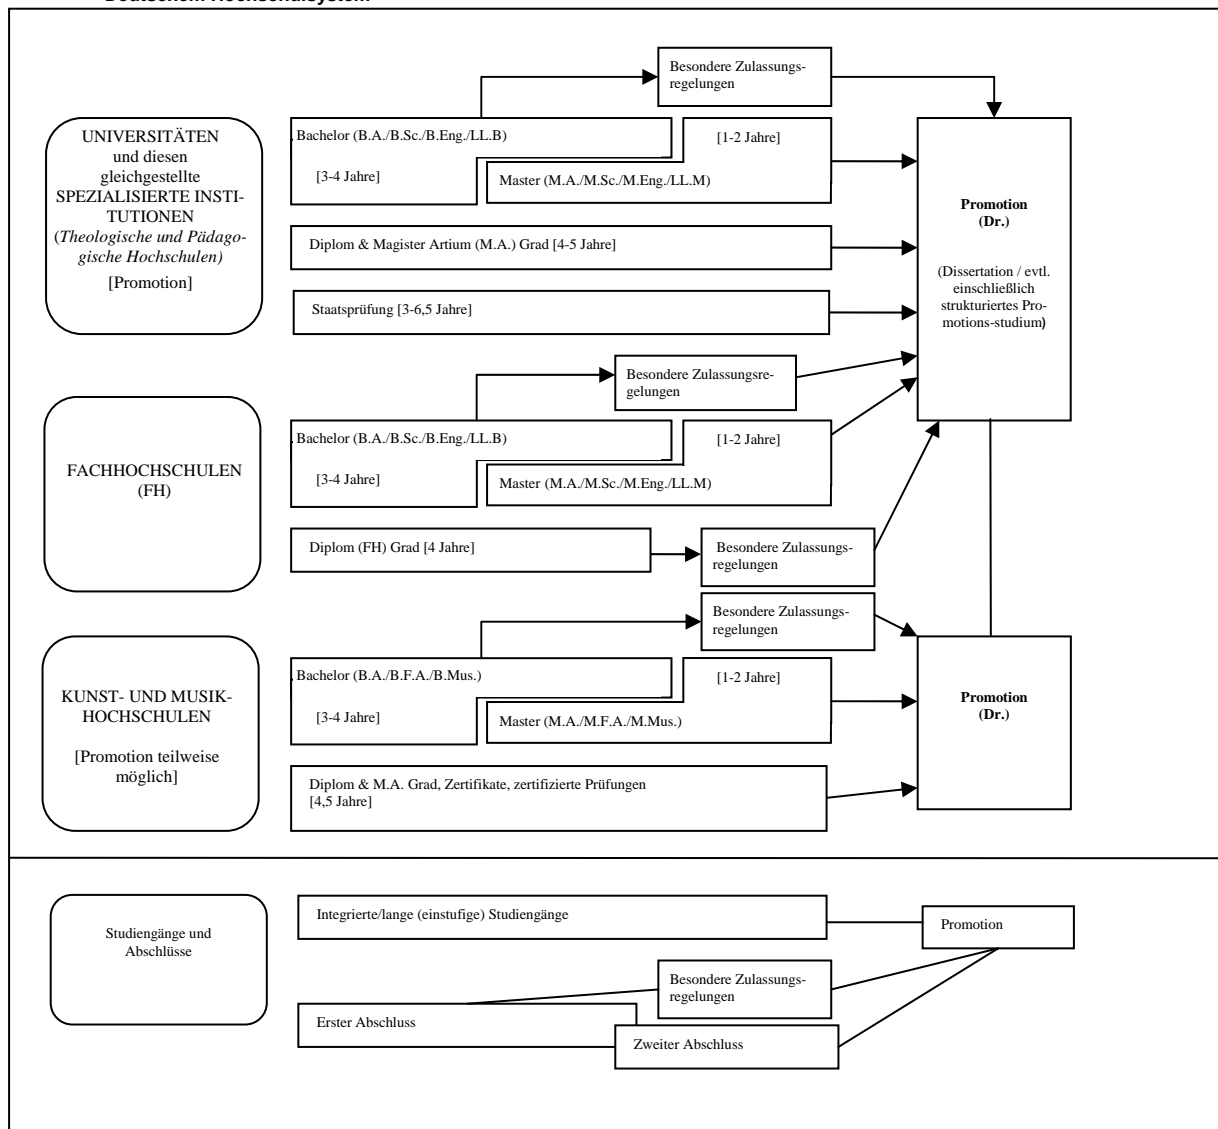 Deutschem Hochschulsystem
Besondere Zulassungs-
regelungen
UNIVERSITÄTEN
und diesen
gleichgestellte
SPEZIALISIERTE INSTI-
TUTIONEN
(Theologische und Pädago-
gische Hochschulen)
[Promotion]
Bachelor (B.A./B.Sc./B.Eng./LL.B)
[3-4 Jahre]
[1-2 Jahre]
Master (M.A./M.Sc./M.Eng./LL.M)
Diplom & Magister Artium (M.A.) Grad [4-5 Jahre]
Staatsprüfung [3-6,5 Jahre]
Promotion
(Dr.)
(Dissertation / evtl.
einschließlich
strukturiertes Pro-
motions-studium)
Besondere Zulassungsre-
gelungen
FACHHOCHSCHULEN
(FH)
Bachelor (B.A./B.Sc./B.Eng./LL.B)
[3-4 Jahre]
[1-2 Jahre]
Master (M.A./M.Sc./M.Eng./LL.M)
Diplom (FH) Grad [4 Jahre]
Besondere Zulassungs-
regelungen
Besondere Zulassungs-
regelungen
KUNST- UND MUSIK-
HOCHSCHULEN
[Promotion teilweise
möglich]
Bachelor (B.A./B.F.A./B.Mus.)
[3-4 Jahre]
[1-2 Jahre]
Master (M.A./M.F.A./M.Mus.)
Diplom & M.A. Grad, Zertifikate, zertifizierte Prüfungen
[4,5 Jahre]
Promotion
(Dr.)
Studiengänge und
Abschlüsse
Integrierte/lange (einstufige) Studiengänge
Promotion
Besondere Zulassungs-
regelungen
Erster Abschluss
Zweiter Abschluss